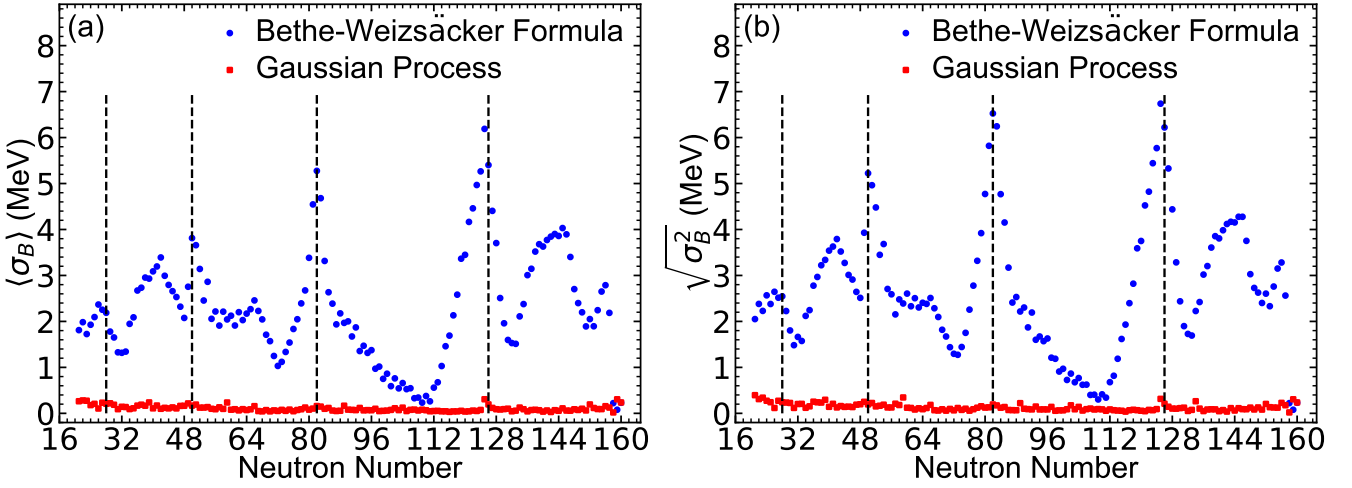 (a)
Bethe-Weizsäcker Formula
Gaussian Process
⟨σ_B⟩ (MeV)
8
7
6
5
4
3
2
1
0
16 32 48 64 80 96 112 128 144 160
Neutron Number
(b)
Bethe-Weizsäcker Formula
Gaussian Process
√σ_B^2 (MeV)
8
7
6
5
4
3
2
1
0
16 32 48 64 80 96 112 128 144 160
Neutron Number